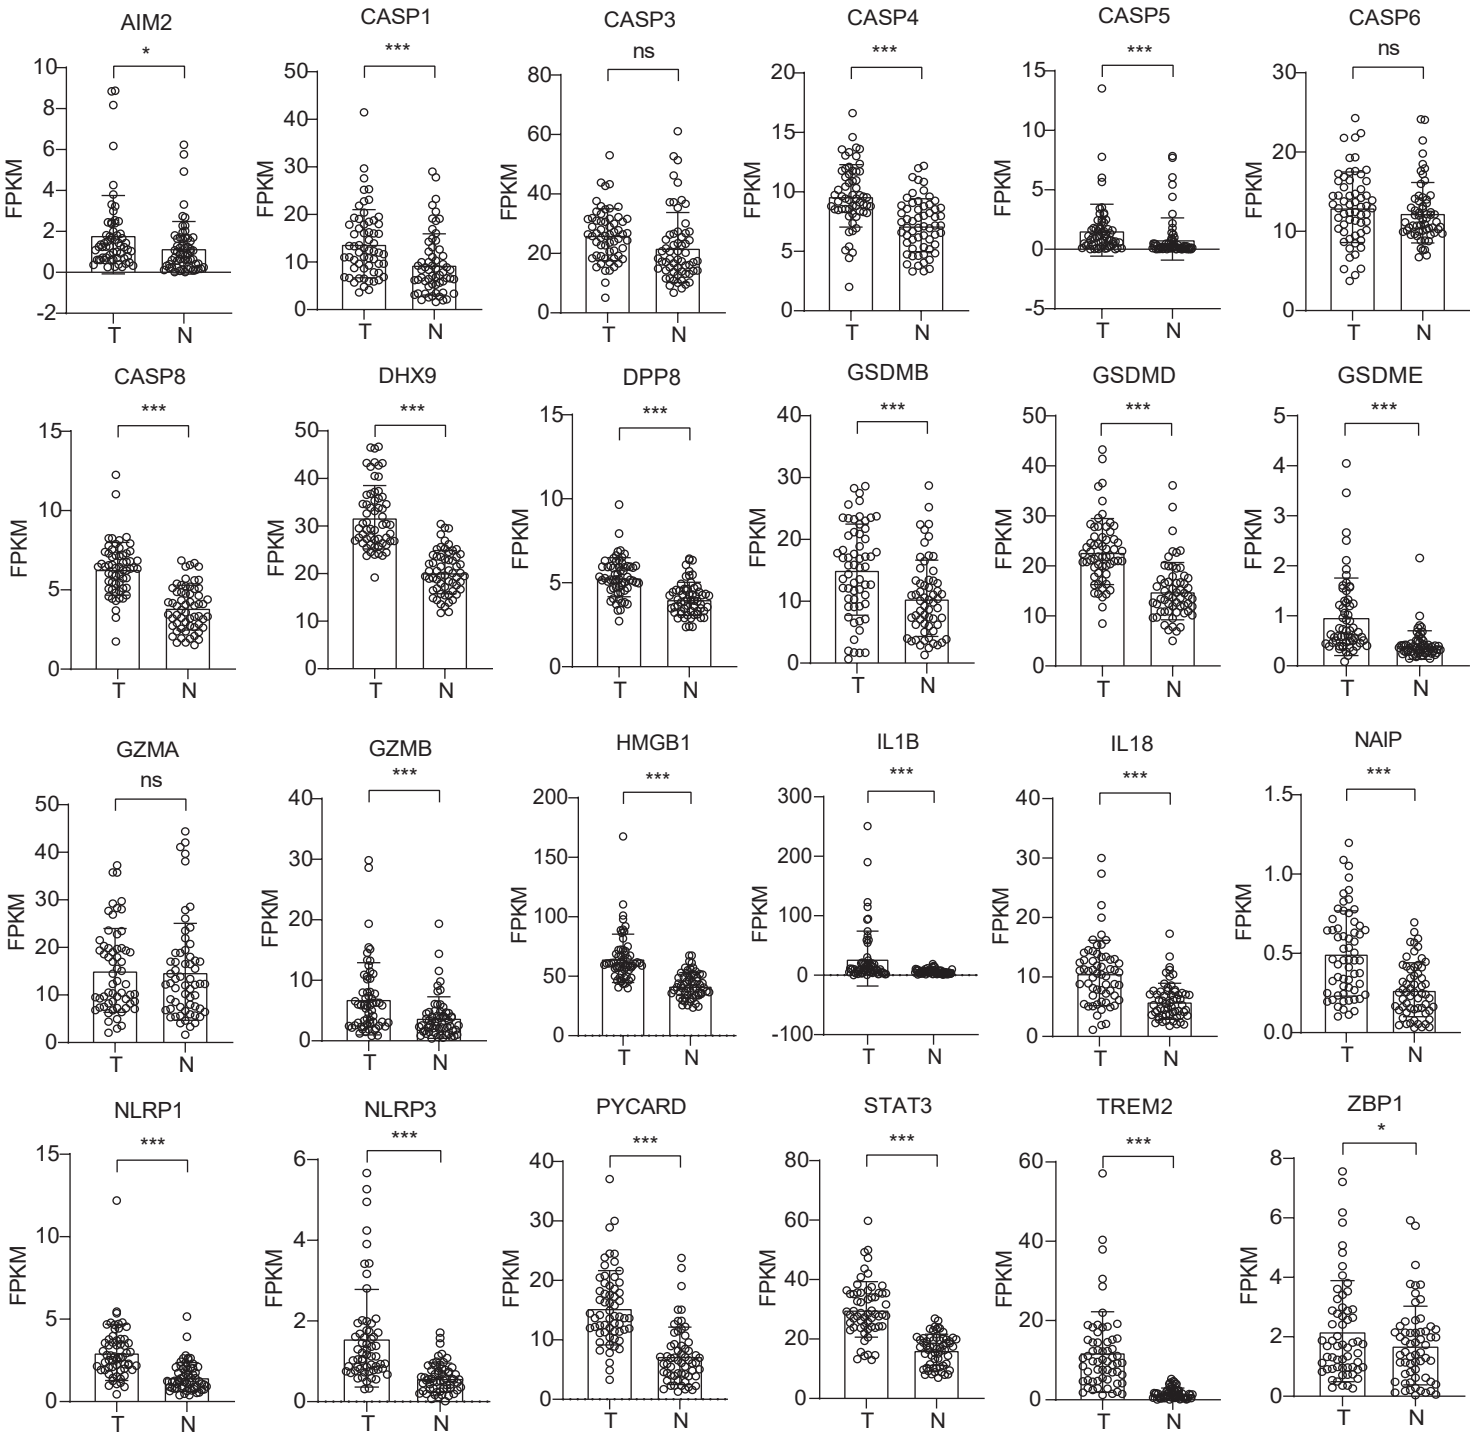 AIM2
*
10
8
6
4
2
0
-2
FPKM
T N
CASP1
***
50
40
30
20
10
0
FPKM
T N
CASP3
ns
80
60
40
20
0
FPKM
T N
CASP4
***
20
15
10
5
0
FPKM
T N
CASP5
***
15
10
5
0
-5
FPKM
T N
CASP6
ns
30
20
10
0
FPKM
T N
CASP8
***
15
10
5
0
FPKM
T N
DHX9
***
50
40
30
20
10
0
FPKM
T N
DPP8
***
15
10
5
0
FPKM
T N
GSDMB
***
40
30
20
10
0
FPKM
T N
GSDMD
***
50
40
30
20
10
0
FPKM
T N
GSDME
***
5
4
3
2
1
0
FPKM
T N
GZMA
ns
50
40
30
20
10
0
FPKM
T N
GZMB
***
40
30
20
10
0
FPKM
T N
HMGB1
***
200
150
100
50
0
FPKM
T N
IL1B
***
300
200
100
0
-100
FPKM
T N
IL18
***
40
30
20
10
0
FPKM
T N
NAIP
***
1.5
1.0
0.5
0.0
FPKM
T N
NLRP1
***
15
10
5
0
FPKM
T N
NLRP3
***
6
4
2
0
FPKM
T N
PYCARD
***
40
30
20
10
0
FPKM
T N
STAT3
***
80
60
40
20
0
FPKM
T N
TREM2
***
60
40
20
0
FPKM
T N
ZBP1
*
8
6
4
2
0
FPKM
T N